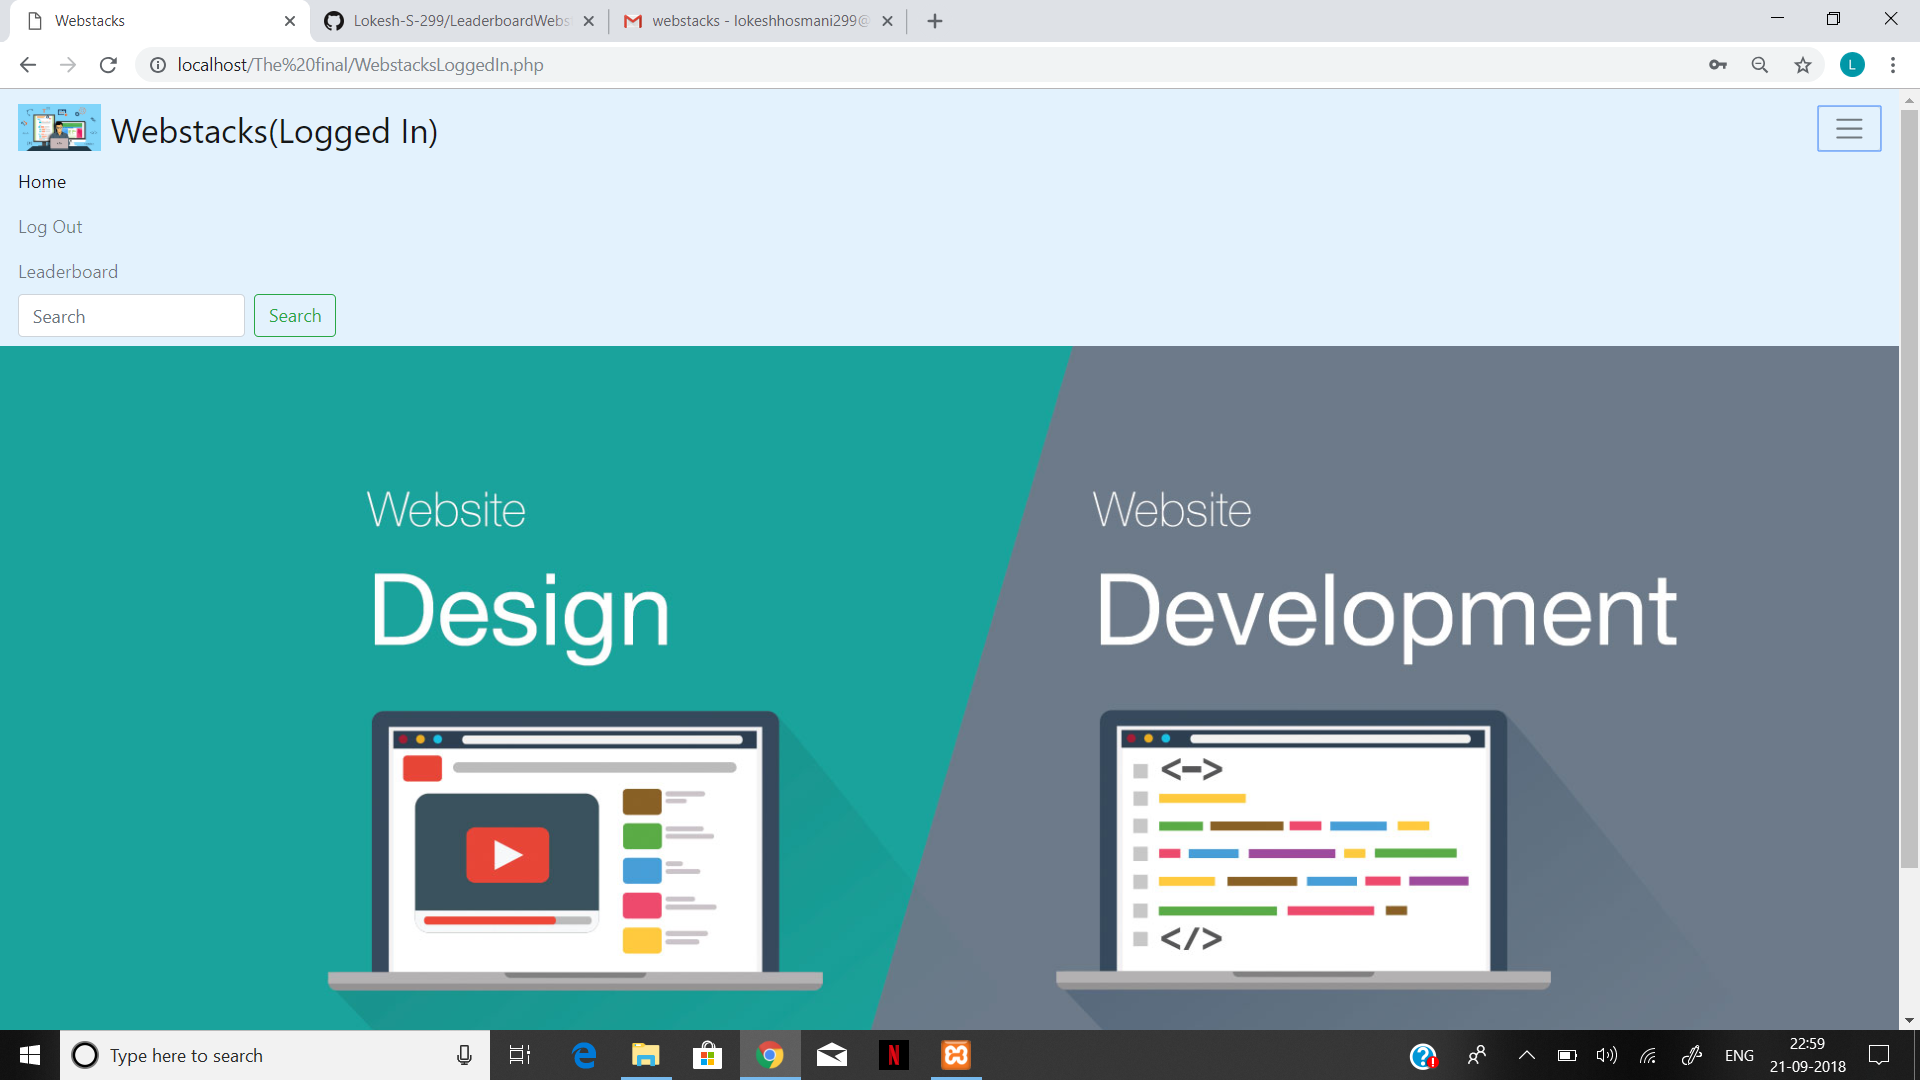 Webstacks
Lokesh-S-299/LeaderboardWebs
webstacks - lokeshhosmani299@
localhost/The%20final/WebstacksLoggedIn.php
L
Webstacks(Logged In)
Home
Log Out
Leaderboard
Search
Search
Website
Design
Website
Development
<->
</>
Type here to search
ENG
22:59
21-09-2018